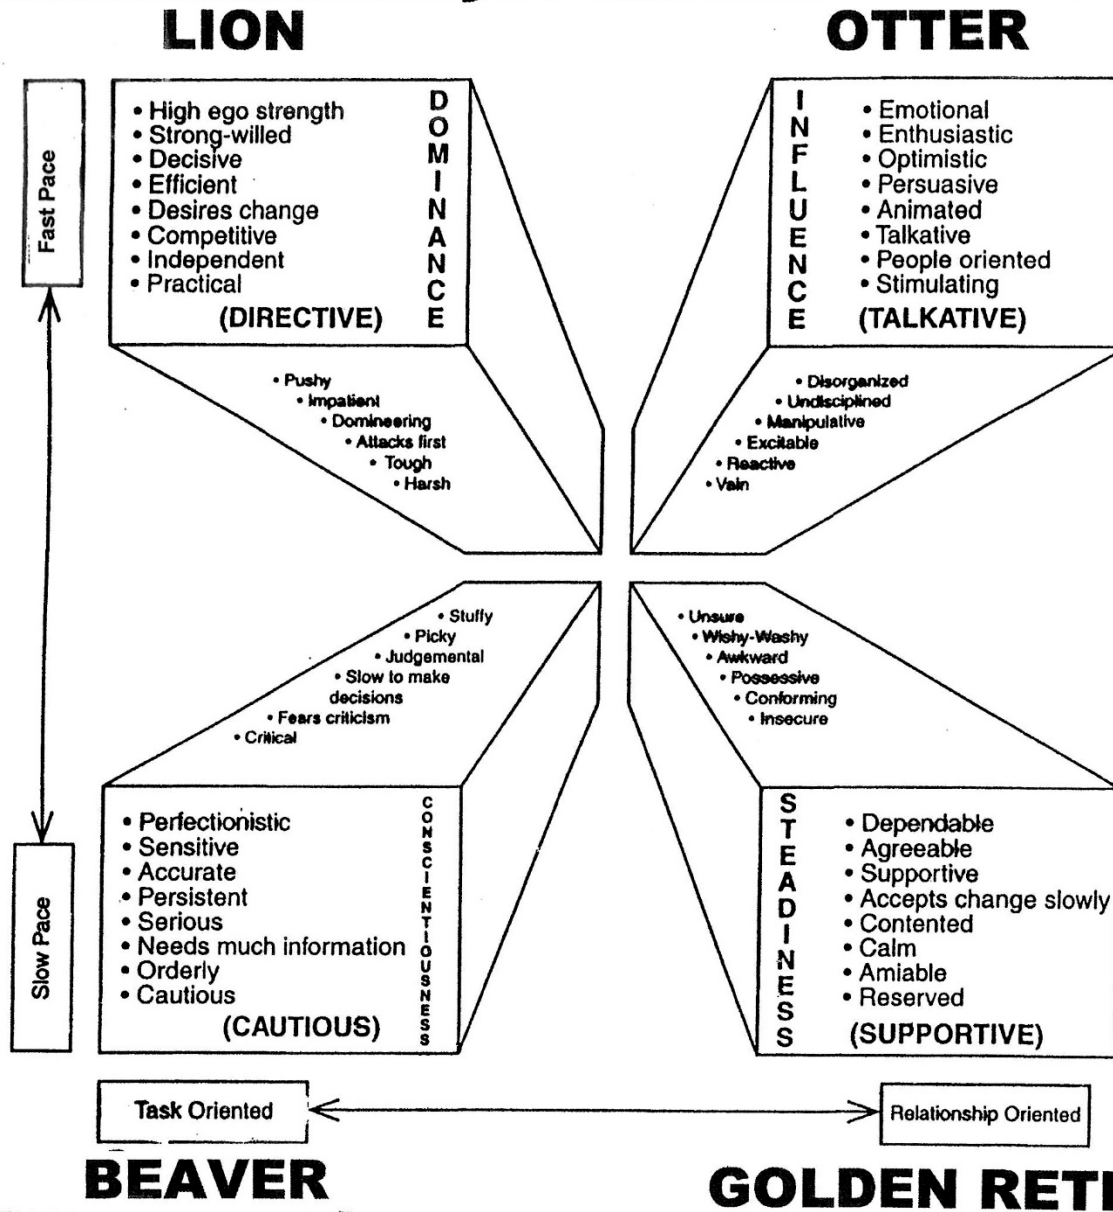 LION
OTTER
Fast Pace
• High ego strength
• Strong-willed
• Decisive
• Efficient
• Desires change
• Competitive
• Independent
• Practical
(DIRECTIVE)
DOMINANCE
INFLUENCE
• Emotional
• Enthusiastic
• Optimistic
• Persuasive
• Animated
• Talkative
• People oriented
• Stimulating
(TALKATIVE)
• Pushy
• Impatient
• Domineering
• Attacks first
• Tough
• Harsh
• Disorganized
• Undisciplined
• Manipulative
• Excitable
• Reactive
• Vain
• Stuffy
• Picky
• Judgemental
• Slow to make
decisions
• Fears criticism
• Critical
• Unsure
• Wishy-Washy
• Awkward
• Possessive
• Conforming
• Insecure
Slow Pace
• Perfectionistic
• Sensitive
• Accurate
• Persistent
• Serious
• Needs much information
• Orderly
• Cautious
(CAUTIOUS)
CONSCIENTIOUSNESS
STEADINESS
• Dependable
• Agreeable
• Supportive
• Accepts change slowly
• Contented
• Calm
• Amiable
• Reserved
(SUPPORTIVE)
Task Oriented
Relationship Oriented
BEAVER
GOLDEN